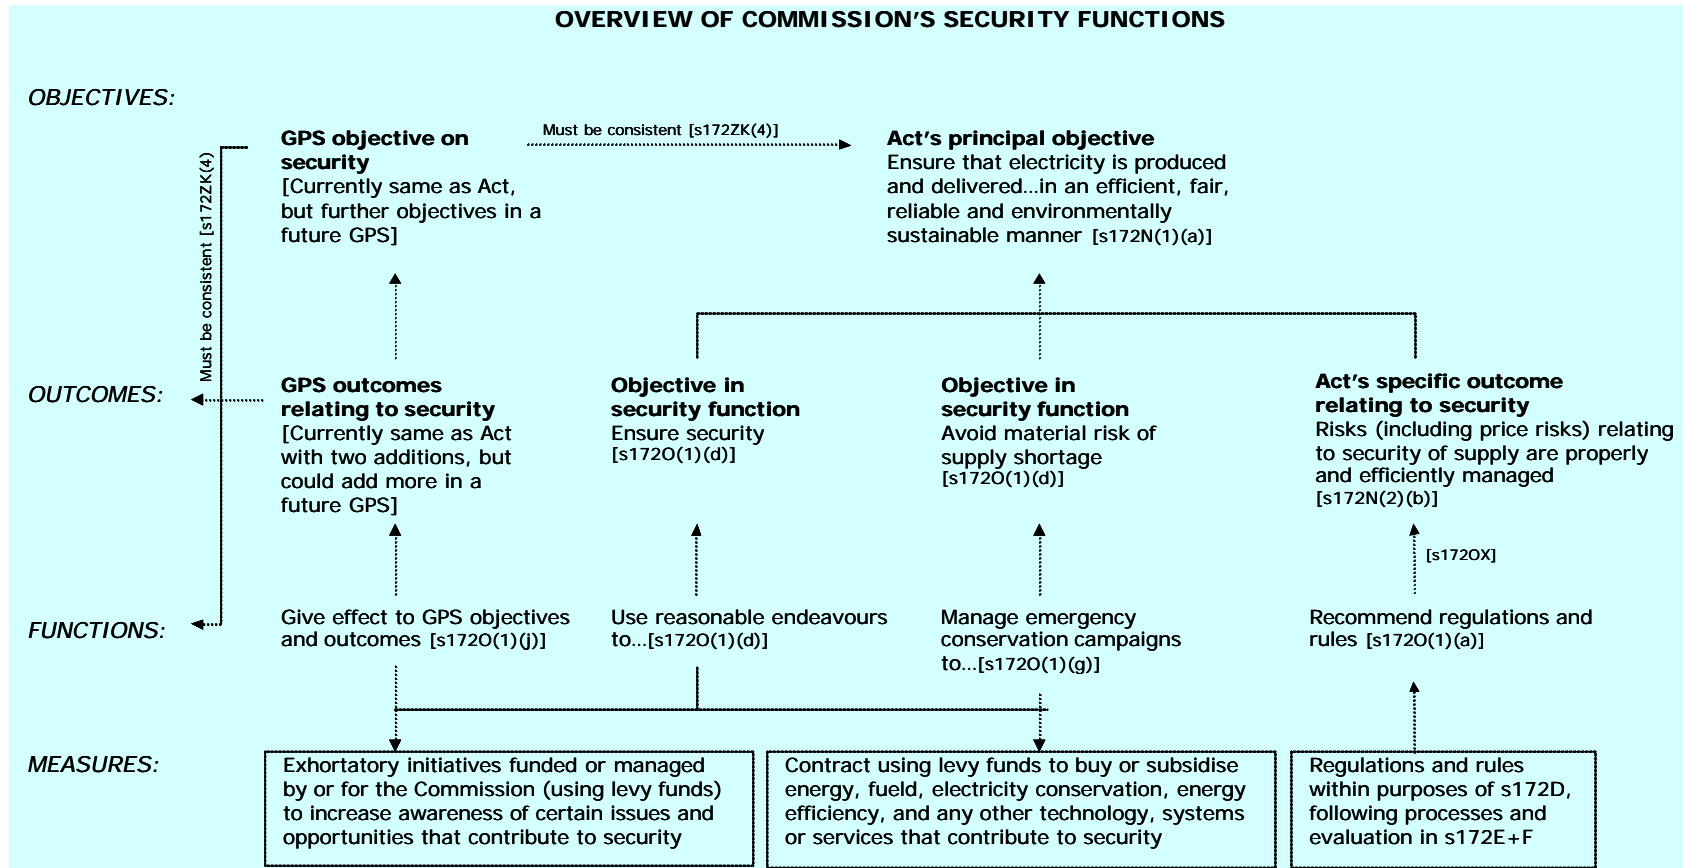 OVERVIEW OF COMMISSION'S SECURITY FUNCTIONS
OBJECTIVES:
GPS objective on
security
[Currently same as Act,
but further objectives in a
future GPS]
Must be consistent [s172ZK(4)]
Act's principal objective
Ensure that electricity is produced
and delivered...in an efficient, fair,
reliable and environmentally
sustainable manner [s172N(1)(a)]
Must be consistent [s172ZK(4)
OUTCOMES:
GPS outcomes
relating to security
[Currently same as Act
with two additions, but
could add more in a
future GPS]
Objective in
security function
Ensure security
[s172O(1)(d)]
Objective in
security function
Avoid material risk of
supply shortage
[s172O(1)(d)]
Act's specific outcome
relating to security
Risks (including price risks) relating
to security of supply are properly
and efficiently managed
[s172N(2)(b)]
[s172OX]
FUNCTIONS:
Give effect to GPS objectives
and outcomes [s172O(1)(j)]
Use reasonable endeavours
to...[s172O(1)(d)]
Manage emergency
conservation campaigns
to...[s172O(1)(g)]
Recommend regulations and
rules [s172O(1)(a)]
MEASURES:
Exhortatory initiatives funded or managed
by or for the Commission (using levy funds)
to increase awareness of certain issues and
opportunities that contribute to security
Contract using levy funds to buy or subsidise
energy, fueld, electricity conservation, energy
efficiency, and any other technology, systems
or services that contribute to security
Regulations and rules
within purposes of s172D,
following processes and
evaluation in s172E+F